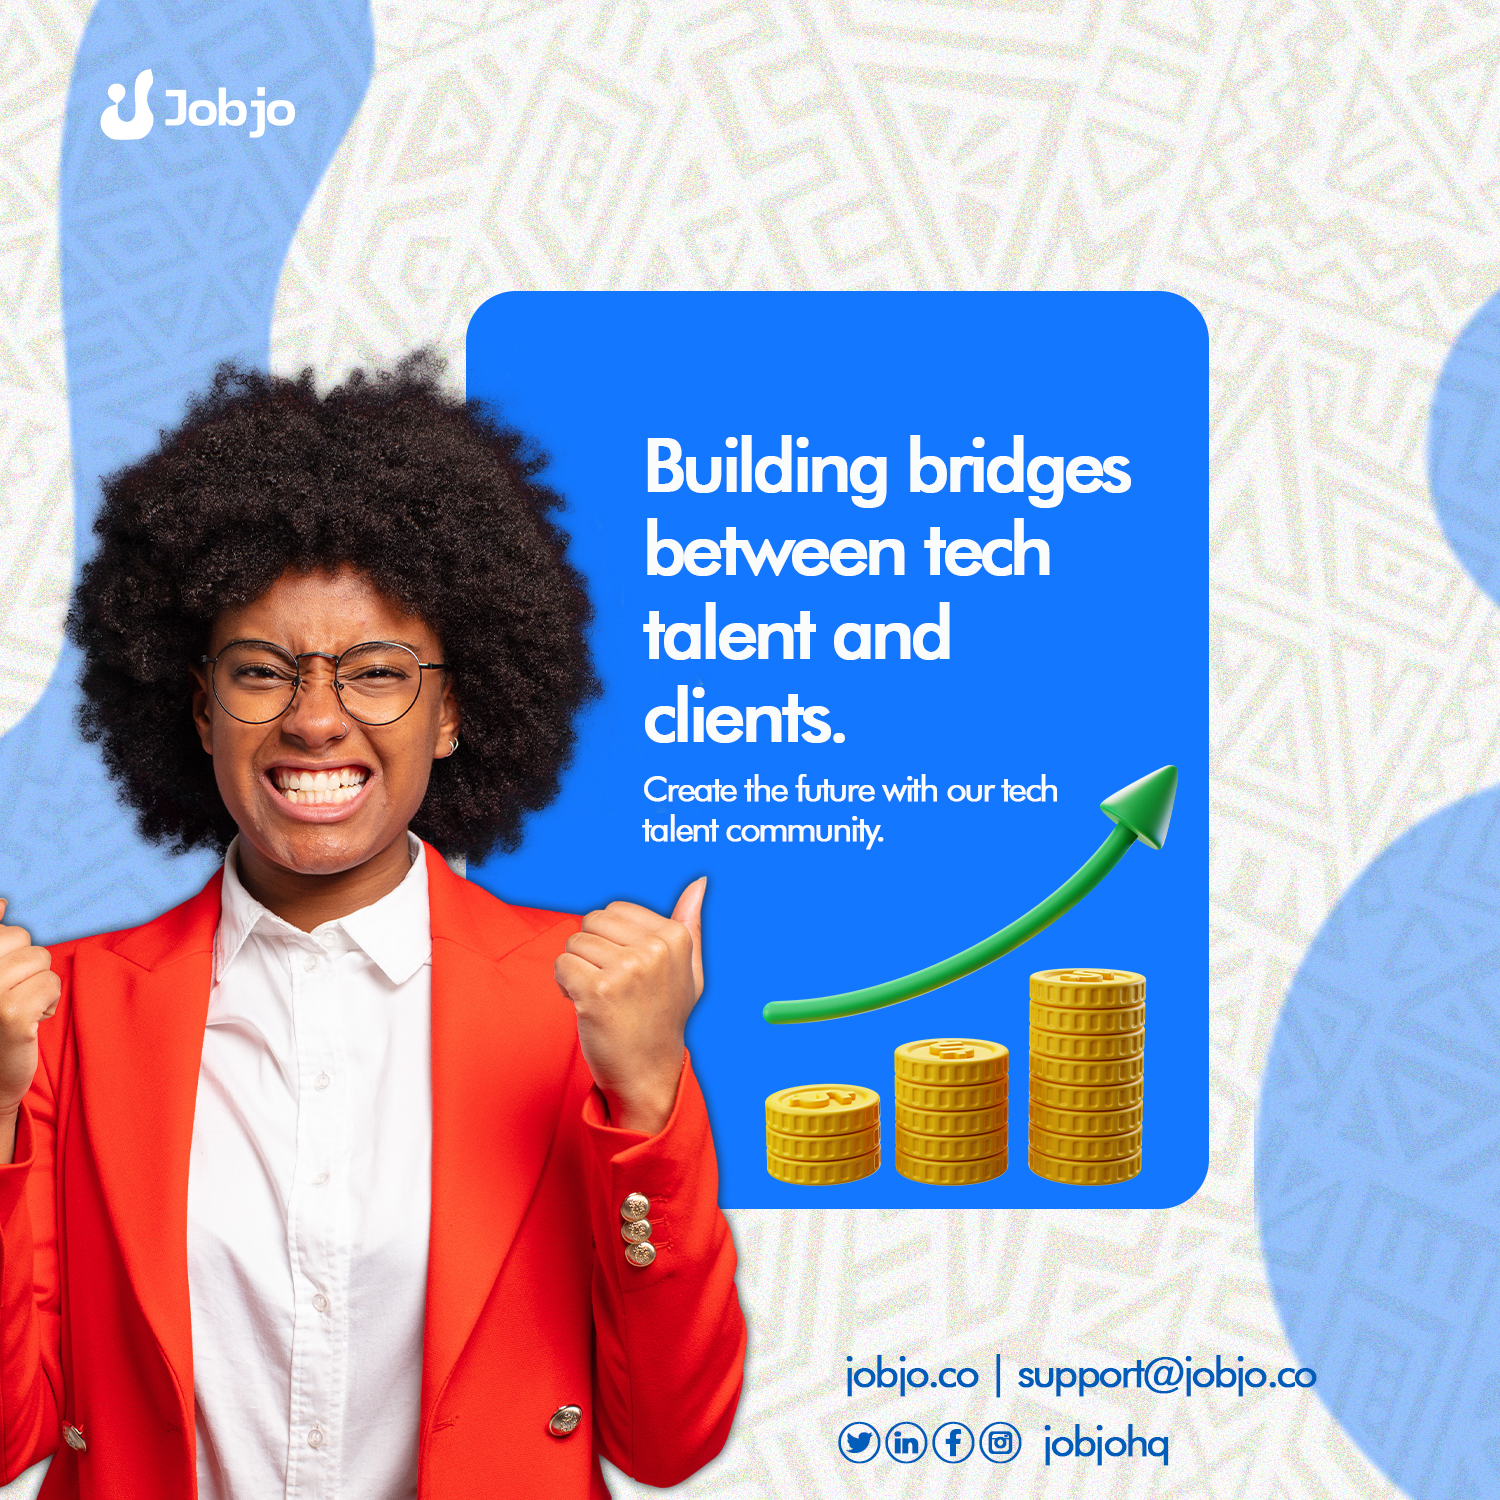 Jobjo
Building bridges
between tech
talent and
clients.
Create the future with our tech
talent community.
jobjo.co | support@jobjo.co
jobjohq